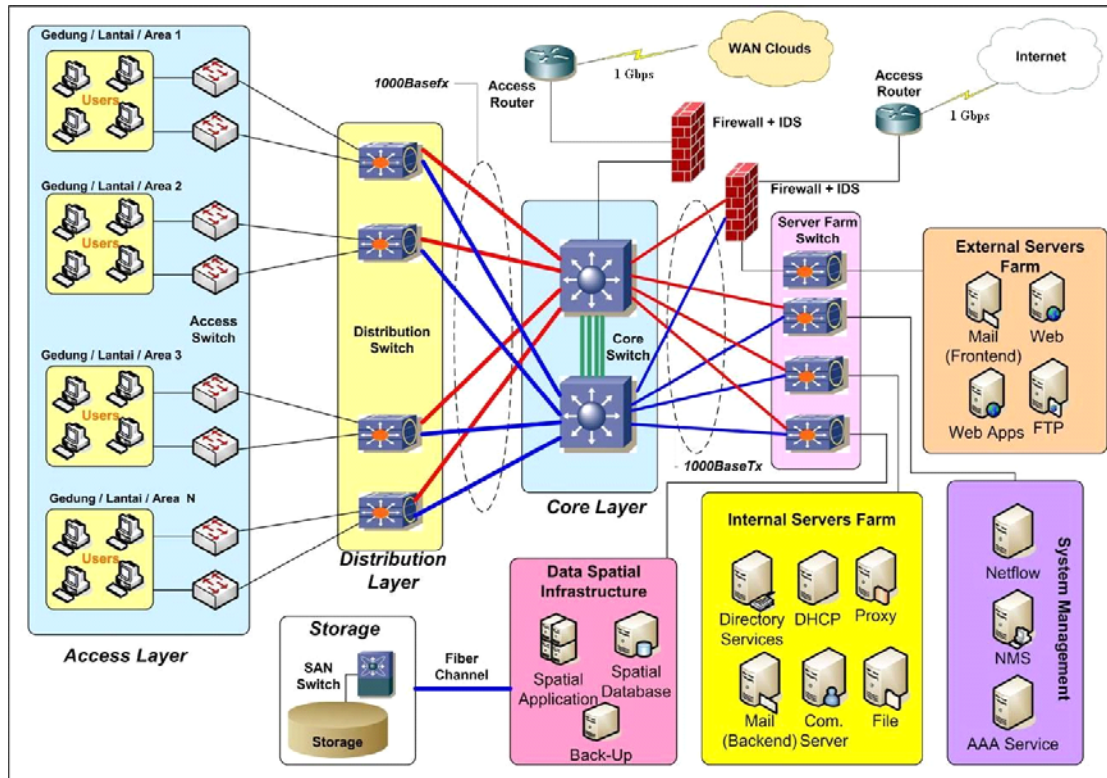 Gedung / Lantai / Area 1
Users
Gedung / Lantai / Area 2
Users
Access
Switch
Gedung / Lantai / Area 3
Users
Gedung / Lantai / Area N
Users
Access Layer
Distribution
Switch
Distribution
Layer
1000Basefx
Access
Router
1 Gbps
WAN Clouds
Firewall + IDS
Access
Router
1 Gbps
Internet
Firewall + IDS
Core
Switch
Core Layer
1000BaseTx
Server Farm
Switch
External Servers
Farm
Mail
(Frontend)
Web
Web Apps
FTP
Storage
SAN
Switch
Storage
Fiber
Channel
Data Spatial
Infrastructure
Spatial
Application
Spatial
Database
Back-Up
Internal Servers Farm
Directory
Services
DHCP
Proxy
Mail
(Backend)
Com.
Server
File
System Management
Netflow
NMS
AAA Service